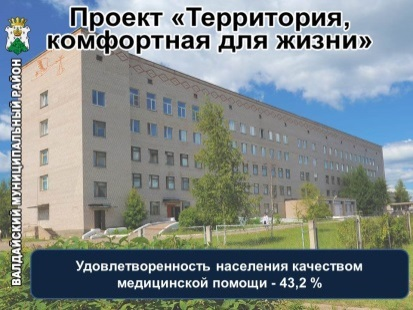 Проект «Территория,
комфортная для жизни»
ВАЛДАЙСКИЙ МУНИЦИПАЛЬНЫЙ РАЙОН
Удовлетворенность населения качеством
медицинской помощи - 43,2 %